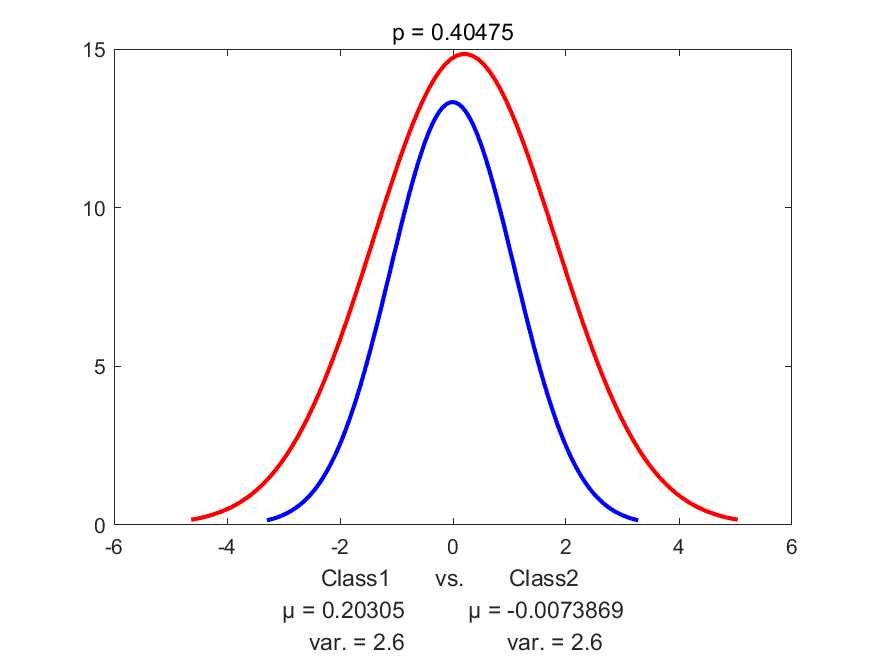 p = 0.40475
15
10
5
0
-6 -4 -2 0 2 4 6
Class1 vs. Class2
μ = 0.20305 μ = -0.0073869
var. = 2.6 var. = 2.6